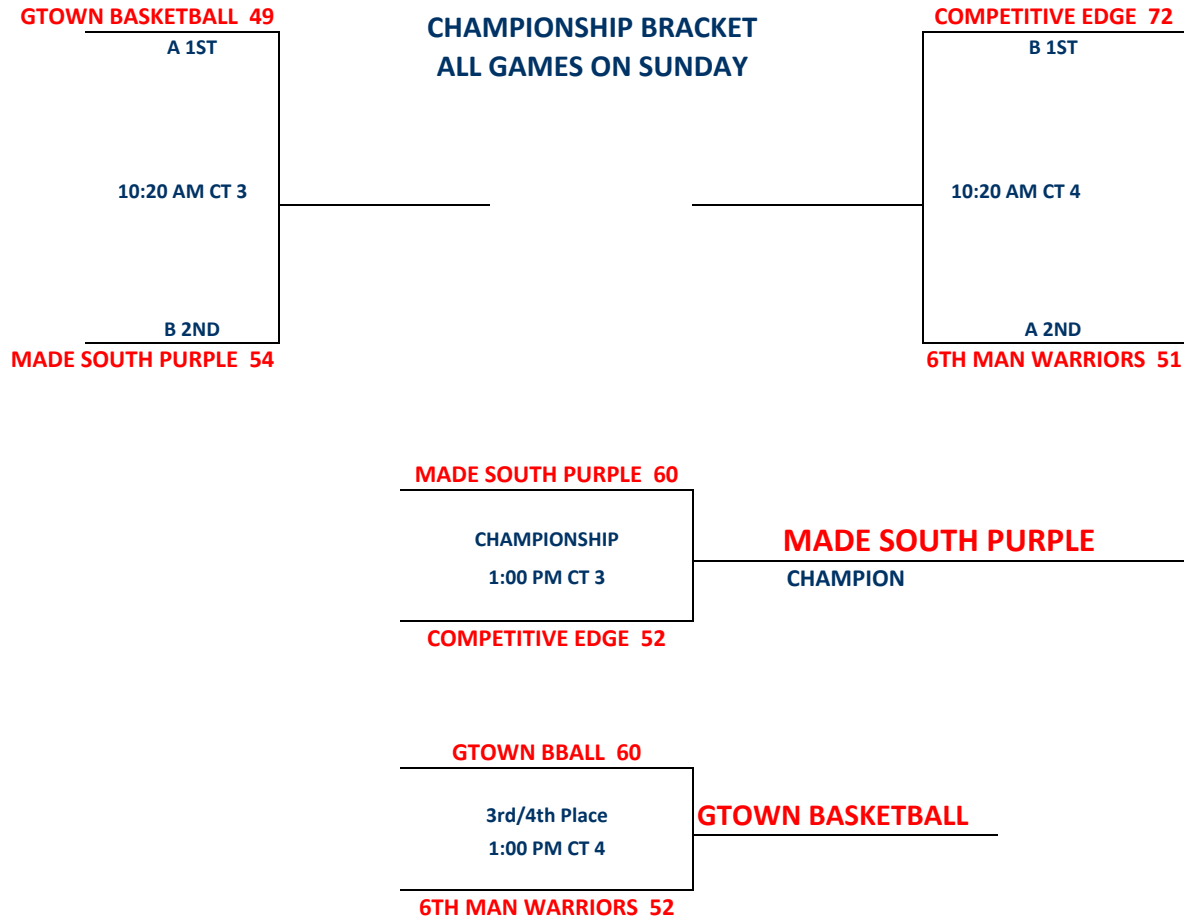 GTOWN BASKETBALL 49
A 1ST
CHAMPIONSHIP BRACKET
ALL GAMES ON SUNDAY
COMPETITIVE EDGE 72
B 1ST
10:20 AM CT 3
10:20 AM CT 4
B 2ND
MADE SOUTH PURPLE 54
A 2ND
6TH MAN WARRIORS 51
MADE SOUTH PURPLE 60
CHAMPIONSHIP
1:00 PM CT 3
MADE SOUTH PURPLE
CHAMPION
COMPETITIVE EDGE 52
GTOWN BBALL 60
3rd/4th Place
1:00 PM CT 4
GTOWN BASKETBALL
6TH MAN WARRIORS 52